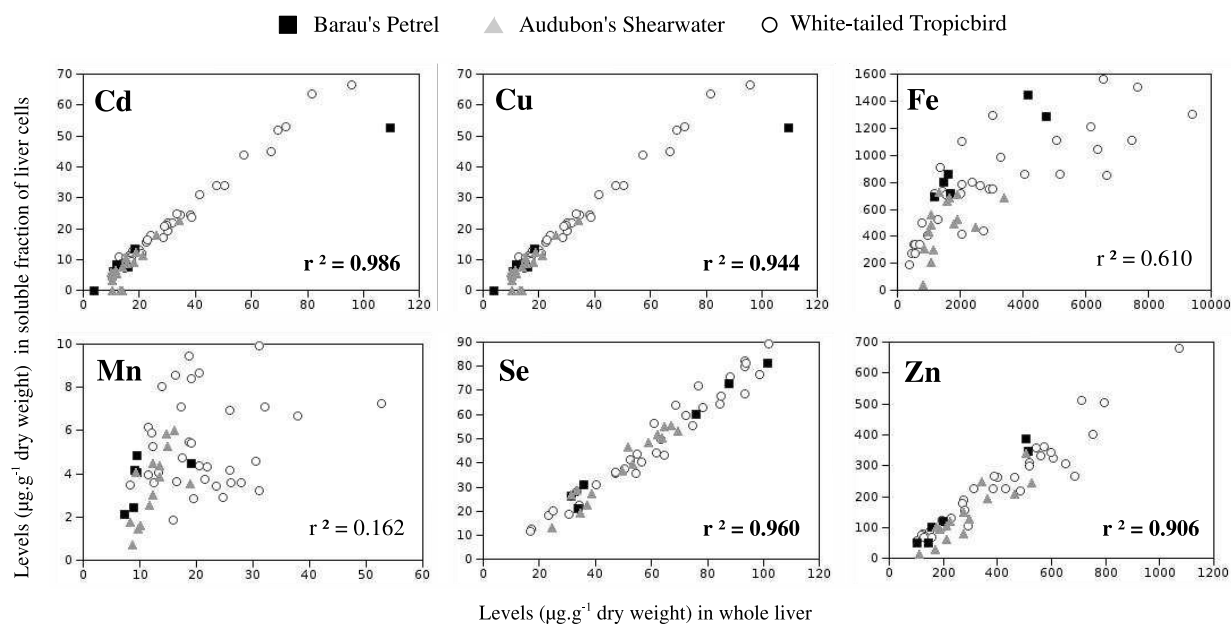 Barau's Petrel Audubon's Shearwater White-tailed Tropicbird
Levels (µg.g⁻¹ dry weight) in soluble fraction of liver cells
Cd
r ² = 0.986
70
60
50
40
30
20
10
0
0 20 40 60 80 100 120
Cu
r ² = 0.944
70
60
50
40
30
20
10
0
0 20 40 60 80 100 120
Fe
r ² = 0.610
1600
1400
1200
1000
800
600
400
200
0
0 2000 4000 6000 8000 10000
Mn
r ² = 0.162
10
8
6
4
2
0
0 10 20 30 40 50 60
Se
r ² = 0.960
90
80
70
60
50
40
30
20
10
0
0 20 40 60 80 100 120
Zn
r ² = 0.906
700
600
500
400
300
200
100
0
0 200 400 600 800 1000 1200
Levels (µg.g⁻¹ dry weight) in whole liver